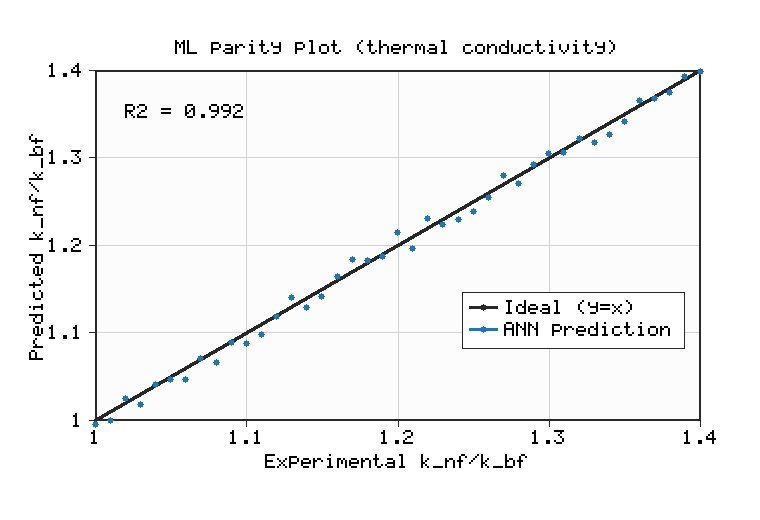 ML Parity Plot (thermal conductivity)
R2 = 0.992
1.4
1.3
1.2
1.1
1
Predicted k_nf/k_bf
Ideal (y=x)
ANN Prediction
1 1.1 1.2 1.3 1.4
Experimental k_nf/k_bf